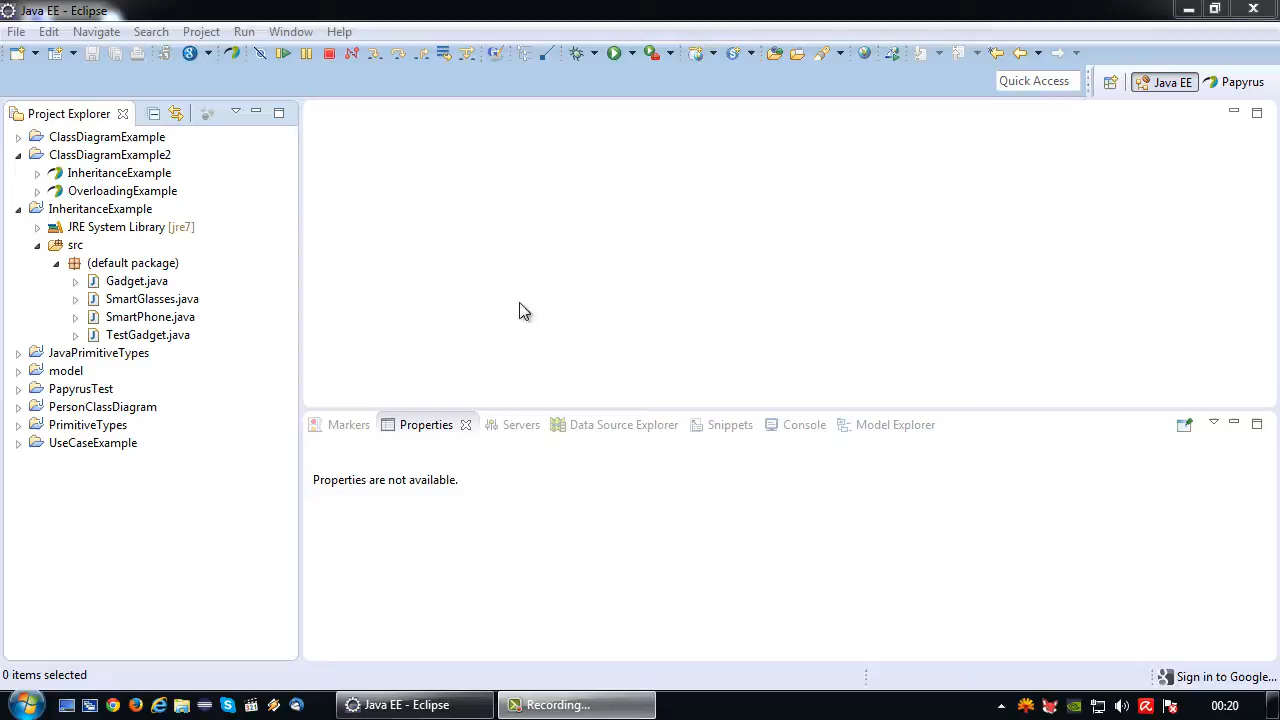 Java EE - Eclipse
File Edit Navigate Search Project Run Window Help
Quick Access
Java EE
Papyrus
Project Explorer
ClassDiagramExample
ClassDiagramExample2
InheritanceExample
OverloadingExample
InheritanceExample
JRE System Library [jre7]
src
(default package)
Gadget.java
SmartGlasses.java
SmartPhone.java
TestGadget.java
JavaPrimitiveTypes
model
PapyrusTest
PersonClassDiagram
PrimitiveTypes
UseCaseExample
Markers Properties Servers Data Source Explorer Snippets Console Model Explorer
Properties are not available.
0 items selected
Sign in to Google...
Java EE - Eclipse
Recording...
00:20